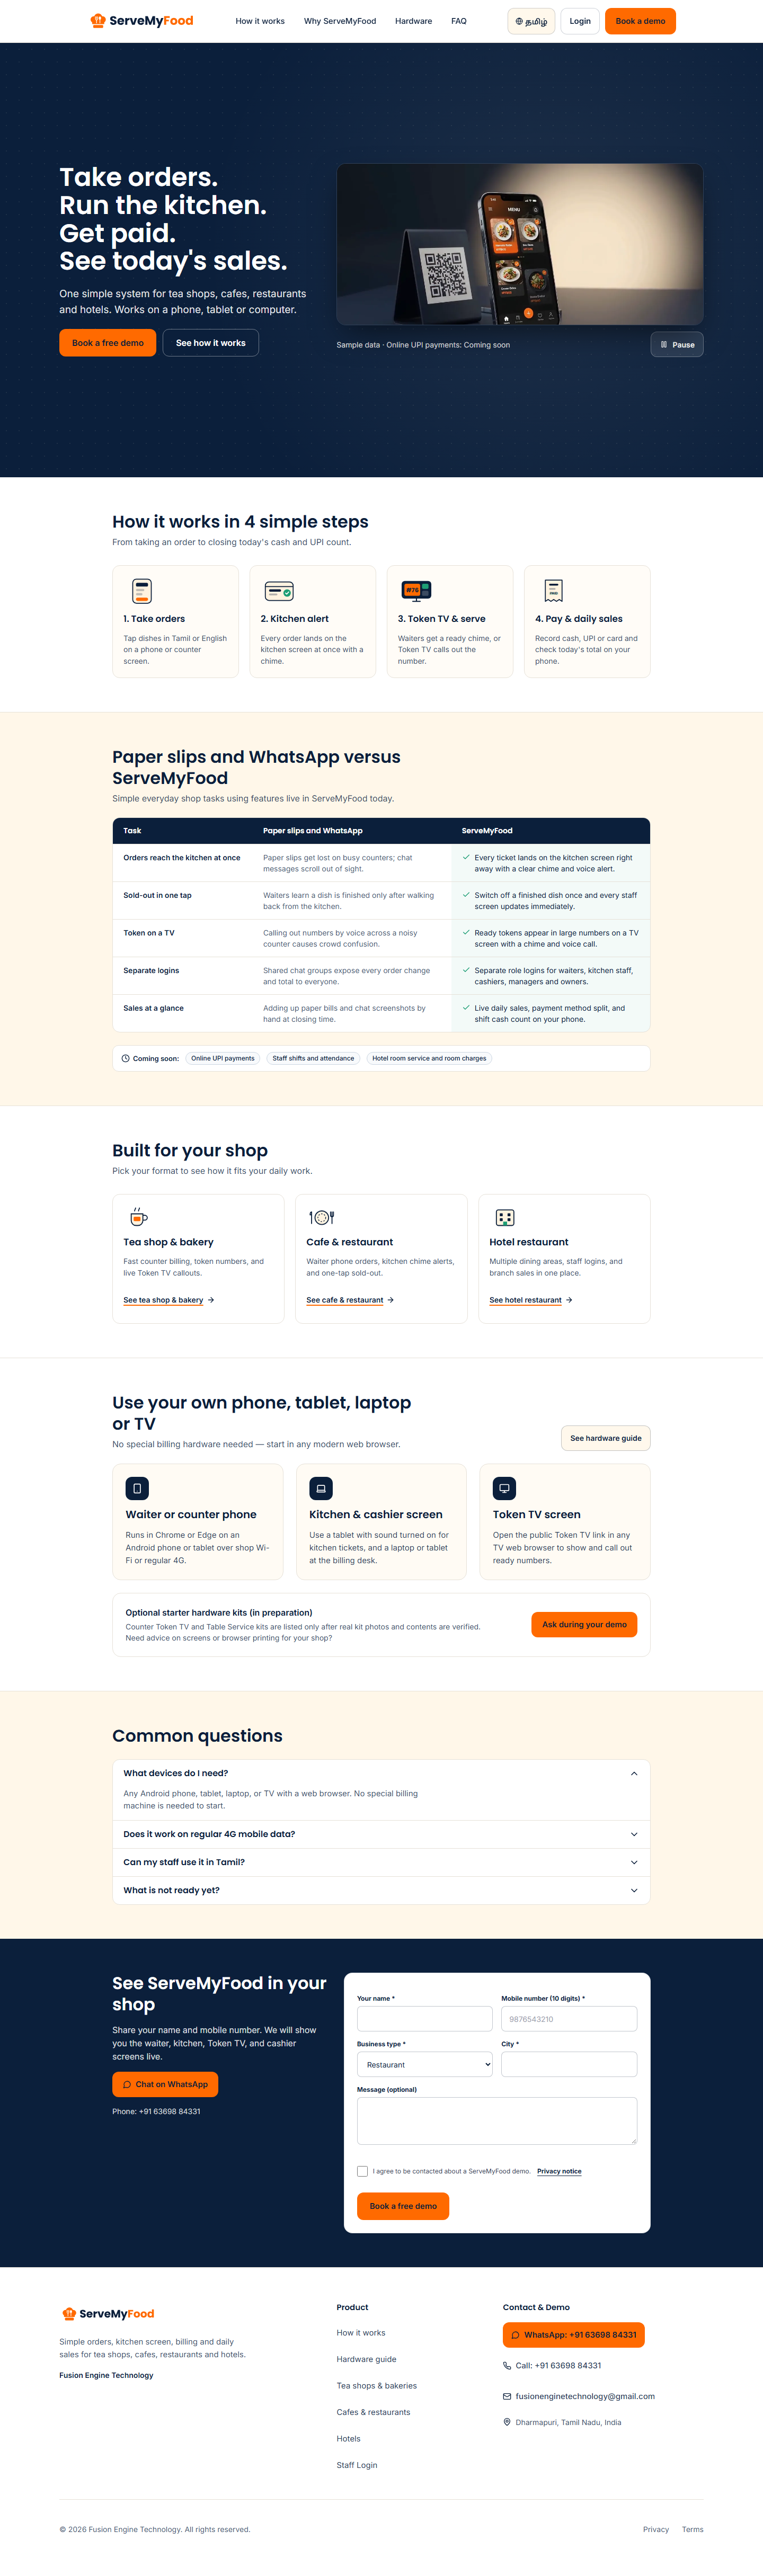 ServeMyFood
How it works
Why ServeMyFood
Hardware
FAQ
தமிழ்
Login
Book a demo
Take orders.
Run the kitchen.
Get paid.
See today's sales.
One simple system for tea shops, cafes, restaurants
and hotels. Works on a phone, tablet or computer.
Book a free demo
See how it works
MENU
Sample data · Online UPI payments: Coming soon
Pause
How it works in 4 simple steps
From taking an order to closing today's cash and UPI count.
1. Take orders
Tap dishes in Tamil or English
on a phone or counter
screen.
2. Kitchen alert
Every order lands on the
kitchen screen at once with a
chime.
#76
3. Token TV & serve
Waiters get a ready chime, or
Token TV calls out the
number.
PAID
4. Pay & daily sales
Record cash, UPI or card and
check today's total on your
phone.
Paper slips and WhatsApp versus
ServeMyFood
Simple everyday shop tasks using features live in ServeMyFood today.
Task
Paper slips and WhatsApp
ServeMyFood
Orders reach the kitchen at once
Paper slips get lost on busy counters; chat
messages scroll out of sight.
Every ticket lands on the kitchen screen right
away with a clear chime and voice alert.
Sold-out in one tap
Waiters learn a dish is finished only after walking
back from the kitchen.
Switch off a finished dish once and every staff
screen updates immediately.
Token on a TV
Calling out numbers by voice across a noisy
counter causes crowd confusion.
Ready tokens appear in large numbers on a TV
screen with a chime and voice call.
Separate logins
Shared chat groups expose every order change
and total to everyone.
Separate role logins for waiters, kitchen staff,
cashiers, managers and owners.
Sales at a glance
Adding up paper bills and chat screenshots by
hand at closing time.
Live daily sales, payment method split, and
shift cash count on your phone.
Coming soon:
Online UPI payments
Staff shifts and attendance
Hotel room service and room charges
Built for your shop
Pick your format to see how it fits your daily work.
Tea shop & bakery
Fast counter billing, token numbers, and
live Token TV callouts.
See tea shop & bakery
Cafe & restaurant
Waiter phone orders, kitchen chime alerts,
and one-tap sold-out.
See cafe & restaurant
Hotel restaurant
Multiple dining areas, staff logins, and
branch sales in one place.
See hotel restaurant
Use your own phone, tablet, laptop
or TV
No special billing hardware needed — start in any modern web browser.
See hardware guide
Waiter or counter phone
Runs in Chrome or Edge on an
Android phone or tablet over shop Wi-
Fi or regular 4G.
Kitchen & cashier screen
Use a tablet with sound turned on for
kitchen tickets, and a laptop or tablet
at the billing desk.
Token TV screen
Open the public Token TV link in any
TV web browser to show and call out
ready numbers.
Optional starter hardware kits (in preparation)
Counter Token TV and Table Service kits are listed only after real kit photos and contents are verified.
Need advice on screens or browser printing for your shop?
Ask during your demo
Common questions
What devices do I need?
Any Android phone, tablet, laptop, or TV with a web browser. No special billing
machine is needed to start.
Does it work on regular 4G mobile data?
Can my staff use it in Tamil?
What is not ready yet?
See ServeMyFood in your
shop
Share your name and mobile number. We will show
you the waiter, kitchen, Token TV, and cashier
screens live.
Chat on WhatsApp
Phone: +91 63698 84331
Your name *
Mobile number (10 digits) *
9876543210
Business type *
City *
Restaurant
Message (optional)
I agree to be contacted about a ServeMyFood demo.
Privacy notice
Book a free demo
ServeMyFood
Simple orders, kitchen screen, billing and daily
sales for tea shops, cafes, restaurants and hotels.
Fusion Engine Technology
Product
How it works
Hardware guide
Tea shops & bakeries
Cafes & restaurants
Hotels
Staff Login
Contact & Demo
WhatsApp: +91 63698 84331
Call: +91 63698 84331
fusionenginetechnology@gmail.com
Dharmapuri, Tamil Nadu, India
© 2026 Fusion Engine Technology. All rights reserved.
Privacy
Terms